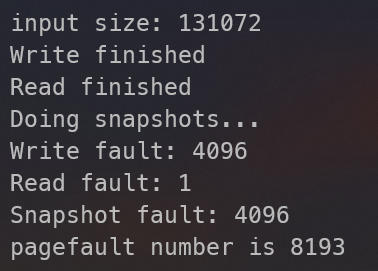 input size: 131072
Write finished
Read finished
Doing snapshots...
Write fault: 4096
Read fault: 1
Snapshot fault: 4096
pagefault number is 8193